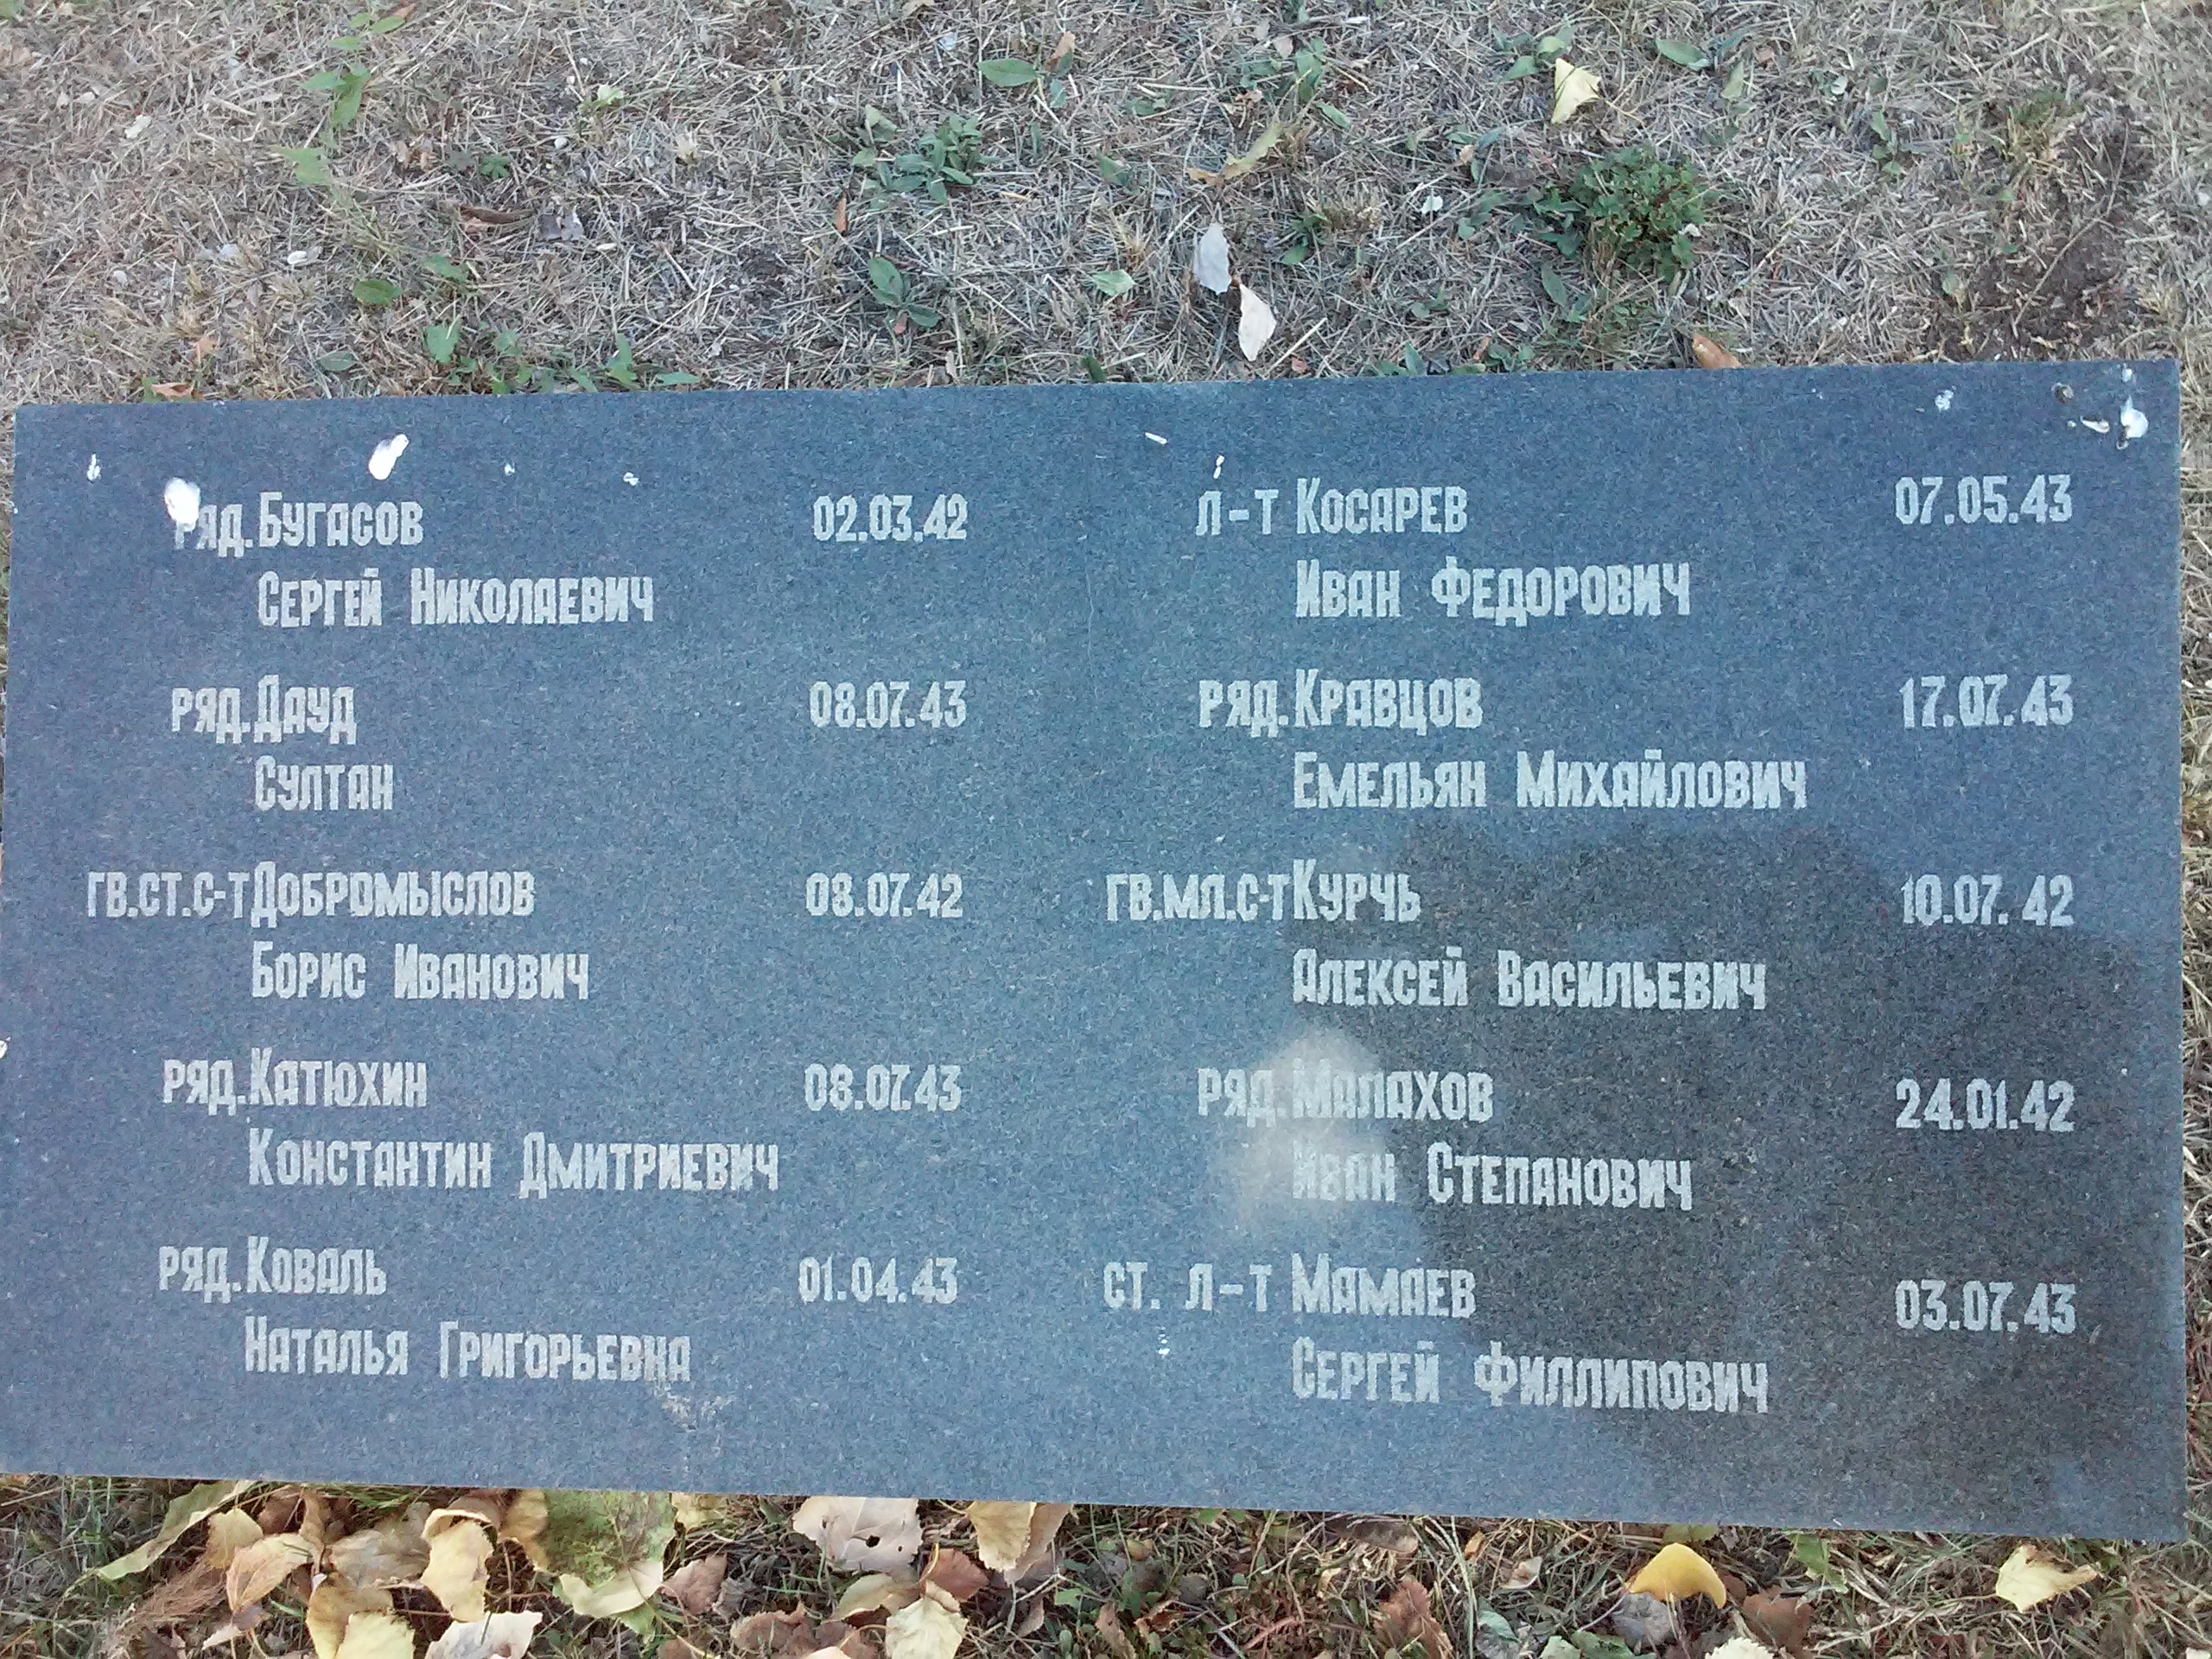 Ряд. Бугасов 02.03.42
Сергей Николаевич
ряд. Дауд 08.07.43
Султан
гв.ст.с-т Добромыслов 08.07.42
Борис Иванович
ряд. Катюхин 08.07.43
Константин Дмитриевич
ряд. Коваль 01.04.43
Наталья Григорьевна
л-т Косарев 07.05.43
Иван Федорович
ряд. Кравцов 17.07.43
Емельян Михайлович
гв.мл.с-т Курчь 10.07.42
Алексей Васильевич
ряд. Малахов 24.01.42
Иван Степанович
ст. л-т Мамаев 03.07.43
Сергей Филлипович